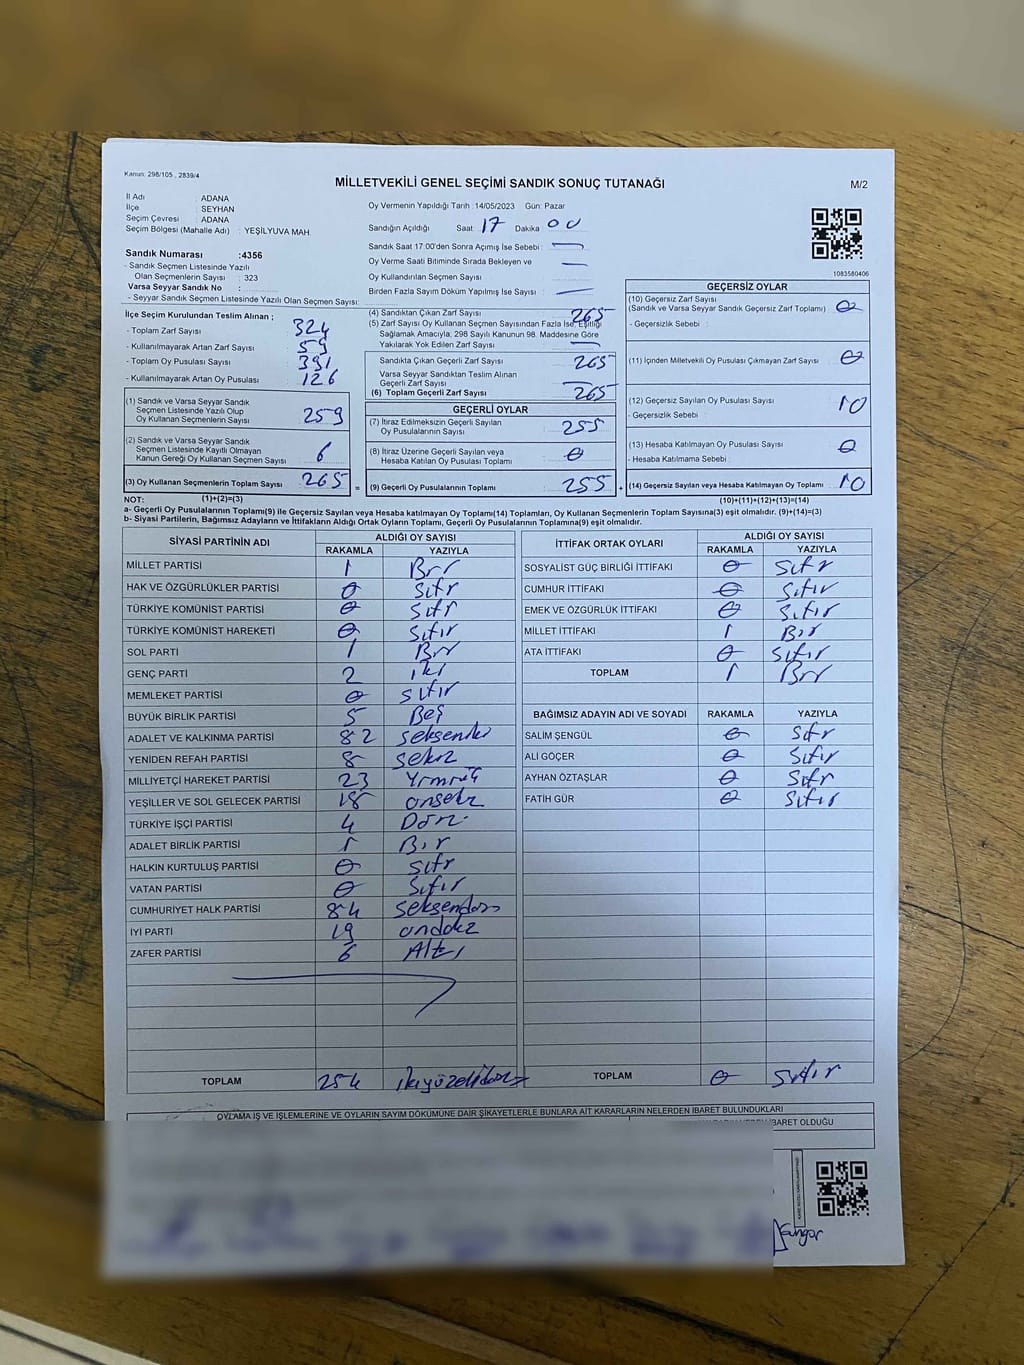 Kanun: 298/105 , 2839/4
MİLLETVEKİLİ GENEL SEÇİMİ SANDIK SONUÇ TUTANAĞI
M/2
İl Adı : ADANA
İlçe : SEYHAN
Seçim Çevresi : ADANA
Seçim Bölgesi (Mahalle Adı) : YEŞİLYUVA MAH.
Sandık Numarası :4356
- Sandık Seçmen Listesinde Yazılı
Olan Seçmenlerin Sayısı : 323
Varsa Seyyar Sandık No :
- Seyyar Sandık Seçmen Listesinde Yazılı Olan Seçmen Sayısı:
Oy Vermenin Yapıldığı Tarih :14/05/2023 Gün: Pazar
Sandığın Açıldığı Saat 17 Dakika 00
Sandık Saat 17:00'den Sonra Açımış İse Sebebi : —
Oy Verme Saati Bitiminde Sırada Bekleyen ve —
Oy Kullandırılan Seçmen Sayısı :
Birden Fazla Sayım Döküm Yapılmış İse Sayısı : —
1083580406
İlçe Seçim Kurulundan Teslim Alınan ;
- Toplam Zarf Sayısı : 324
- Kullanılmayarak Artan Zarf Sayısı : 59
- Toplam Oy Pusulası Sayısı : 391
- Kullanılmayarak Artan Oy Pusulası : 126
(1) Sandık ve Varsa Seyyar Sandık
Seçmen Listesinde Yazılı Olup
Oy Kullanan Seçmenlerin Sayısı : 259
(2) Sandık ve Varsa Seyyar Sandık
Seçmen Listesinde Kayıtlı Olmayan
Kanun Gereği Oy Kullanan Seçmen Sayısı : 6
(3) Oy Kullanan Seçmenlerin Toplam Sayısı : 265
(4) Sandıktan Çıkan Zarf Sayısı : 265
(5) Zarf Sayısı Oy Kullanan Seçmen Sayısından Fazla İse, Eşitliği
Sağlamak Amacıyla, 298 Sayılı Kanunun 98. Maddesine Göre
Yakılarak Yok Edilen Zarf Sayısı : —
Sandıkta Çıkan Geçerli Zarf Sayısı : 265
Varsa Seyyar Sandıktan Teslim Alınan
Geçerli Zarf Sayısı : —
(6) Toplam Geçerli Zarf Sayısı : 265
GEÇERLİ OYLAR
(7) İtiraz Edilmeksizin Geçerli Sayılan
Oy Pusulalarının Sayısı : 255
(8) İtiraz Üzerine Geçerli Sayılan veya
Hesaba Katılan Oy Pusulası Toplamı : 0
= (9) Geçerli Oy Pusulalarının Toplamı : 255
GEÇERSİZ OYLAR
(10) Geçersiz Zarf Sayısı
(Sandık ve Varsa Seyyar Sandık Geçersiz Zarf Toplamı) : 0
- Geçersizlik Sebebi :
(11) İçinden Milletvekili Oy Pusulası Çıkmayan Zarf Sayısı : 0
(12) Geçersiz Sayılan Oy Pusulası Sayısı : 10
- Geçersizlik Sebebi :
(13) Hesaba Katılmayan Oy Pusulası Sayısı : 0
- Hesaba Katılmama Sebebi :
+ (14) Geçersiz Sayılan veya Hesaba Katılmayan Oy Toplamı : 10
NOT: (1)+(2)=(3) (10)+(11)+(12)+(13)=(14)
a- Geçerli Oy Pusulalarının Toplamı(9) ile Geçersiz Sayılan veya Hesaba katılmayan Oy Toplamı(14) Toplamları, Oy Kullanan Seçmenlerin Toplam Sayısına(3) eşit olmalıdır. (9)+(14)=(3)
b- Siyasi Partilerin, Bağımsız Adayların ve İttifakların Aldığı Ortak Oyların Toplamı, Geçerli Oy Pusulalarının Toplamına(9) eşit olmalıdır.
SİYASİ PARTİNİN ADI ALDIĞI OY SAYISI
RAKAMLA YAZIYLA
MİLLET PARTİSİ 1 Bir
HAK VE ÖZGÜRLÜKLER PARTİSİ 0 Sıfır
TÜRKİYE KOMÜNİST PARTİSİ 0 Sıfır
TÜRKİYE KOMÜNİST HAREKETİ 0 Sıfır
SOL PARTİ 1 Bir
GENÇ PARTİ 2 iki
MEMLEKET PARTİSİ 0 sıfır
BÜYÜK BİRLİK PARTİSİ 5 Beş
ADALET VE KALKINMA PARTİSİ 82 sekseniki
YENİDEN REFAH PARTİSİ 8 sekiz
MİLLİYETÇİ HAREKET PARTİSİ 23 Yirmiüç
YEŞİLLER VE SOL GELECEK PARTİSİ 18 onsekiz
TÜRKİYE İŞÇİ PARTİSİ 4 Dört
ADALET BİRLİK PARTİSİ 1 Bir
HALKIN KURTULUŞ PARTİSİ 0 sıfır
VATAN PARTİSİ 0 Sıfır
CUMHURİYET HALK PARTİSİ 84 seksendört
İYİ PARTİ 19 ondokuz
ZAFER PARTİSİ 6 Altı
TOPLAM 254 ikiyüzellidört
İTTİFAK ORTAK OYLARI ALDIĞI OY SAYISI
RAKAMLA YAZIYLA
SOSYALİST GÜÇ BİRLİĞİ İTTİFAKI 0 Sıfır
CUMHUR İTTİFAKI 0 Sıfır
EMEK VE ÖZGÜRLÜK İTTİFAKI 0 Sıfır
MİLLET İTTİFAKI 1 Bir
ATA İTTİFAKI 0 Sıfır
TOPLAM 1 Bir
BAĞIMSIZ ADAYIN ADI VE SOYADI RAKAMLA YAZIYLA
SALİM ŞENGÜL 0 Sıfır
ALİ GÖÇER 0 Sıfır
AYHAN ÖZTAŞLAR 0 Sıfır
FATİH GÜR 0 Sıfır
TOPLAM 0 Sıfır
OYLAMA İŞ VE İŞLEMLERİNE VE OYLARIN SAYIM DÖKÜMÜNE DAİR ŞİKAYETLERLE BUNLARA AİT KARARLARIN NELERDEN İBARET BULUNDUKLARI
İBARET OLDUĞU